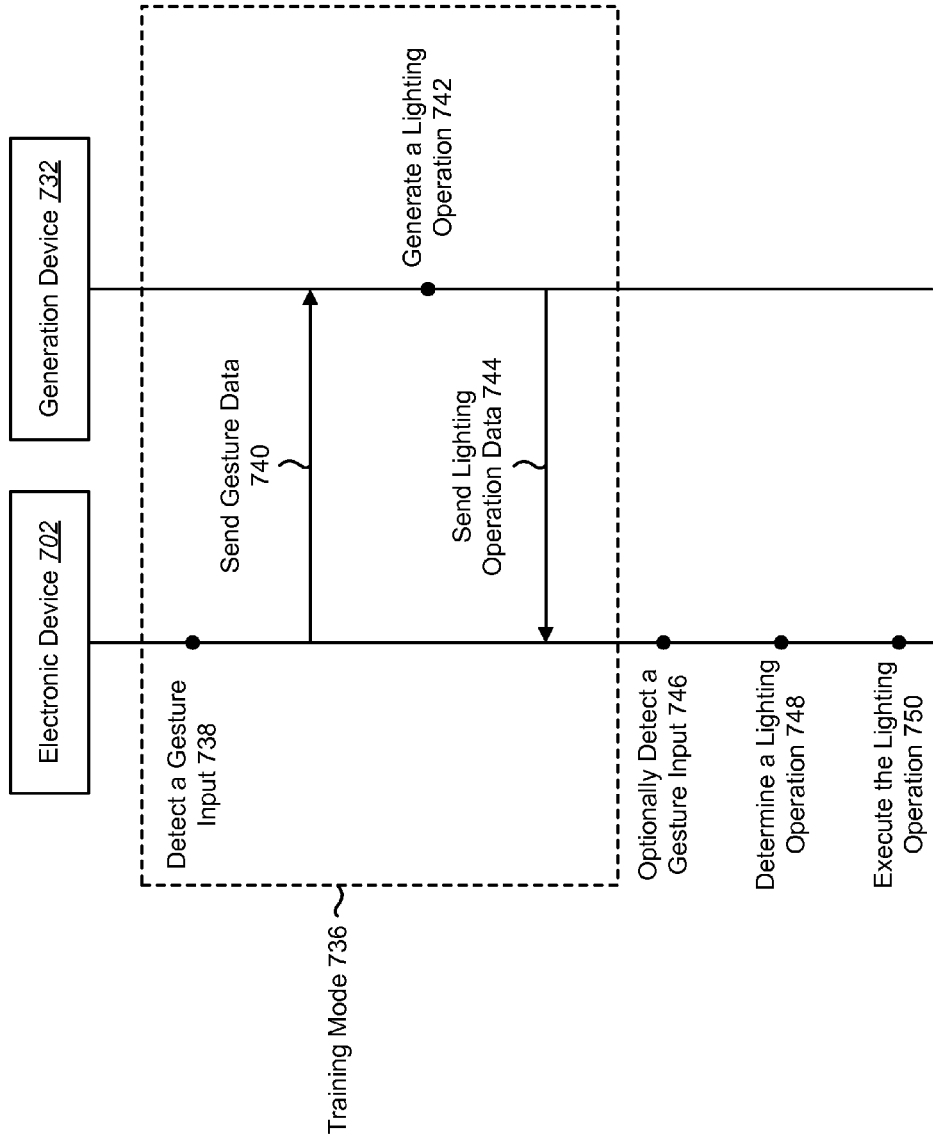 Electronic Device 702
Generation Device 732
Training Mode 736
Detect a Gesture
Input 738
Send Gesture Data
740
Generate a Lighting
Operation 742
Send Lighting
Operation Data 744
Optionally Detect a
Gesture Input 746
Determine a Lighting
Operation 748
Execute the Lighting
Operation 750